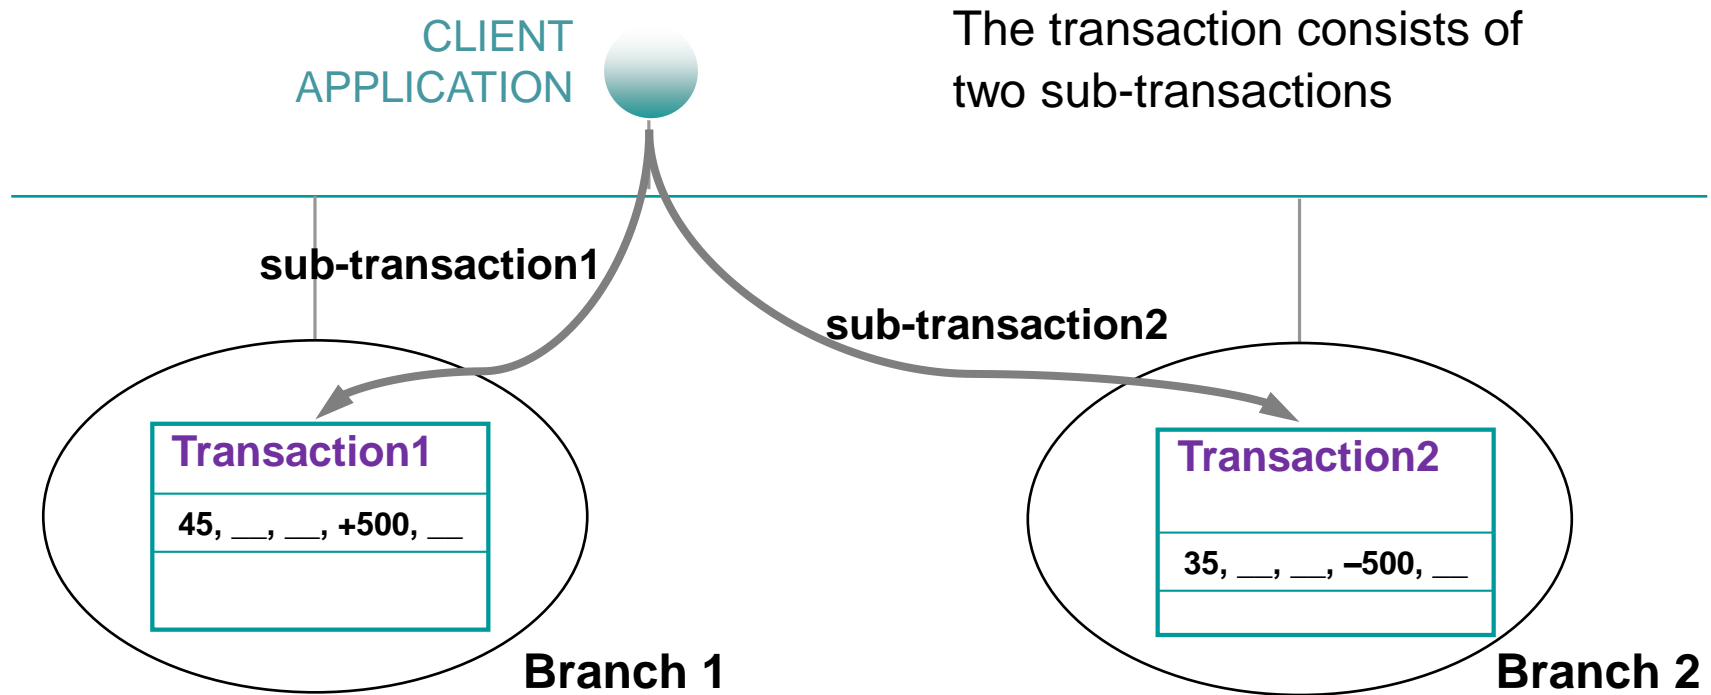 CLIENT
APPLICATION
The transaction consists of
two sub-transactions
sub-transaction1
sub-transaction2
Transaction1
45, __, __, +500, __
Branch 1
Transaction2
35, __, __, –500, __
Branch 2